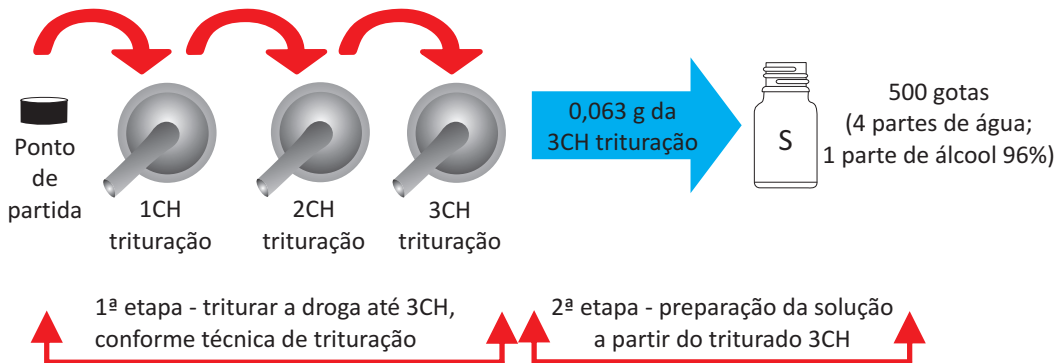 Ponto
de
partida
1CH
trituração
2CH
trituração
3CH
trituração
0,063 g da
3CH trituração
S
500 gotas
(4 partes de água;
1 parte de álcool 96%)
1ª etapa - triturar a droga até 3CH,
conforme técnica de trituração
2ª etapa - preparação da solução
a partir do triturado 3CH